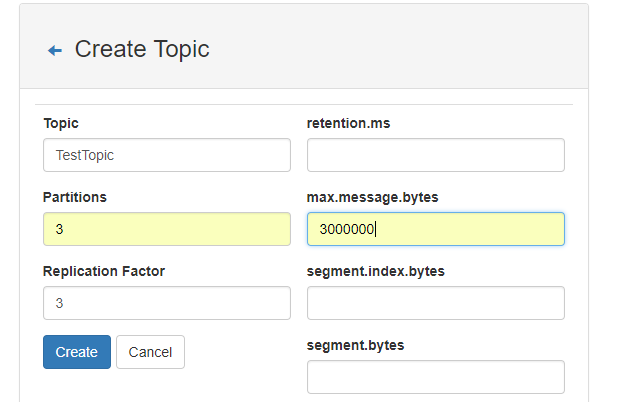 Create Topic
Topic
TestTopic
Partitions
3
Replication Factor
3
Create Cancel
retention.ms
max.message.bytes
3000000
segment.index.bytes
segment.bytes